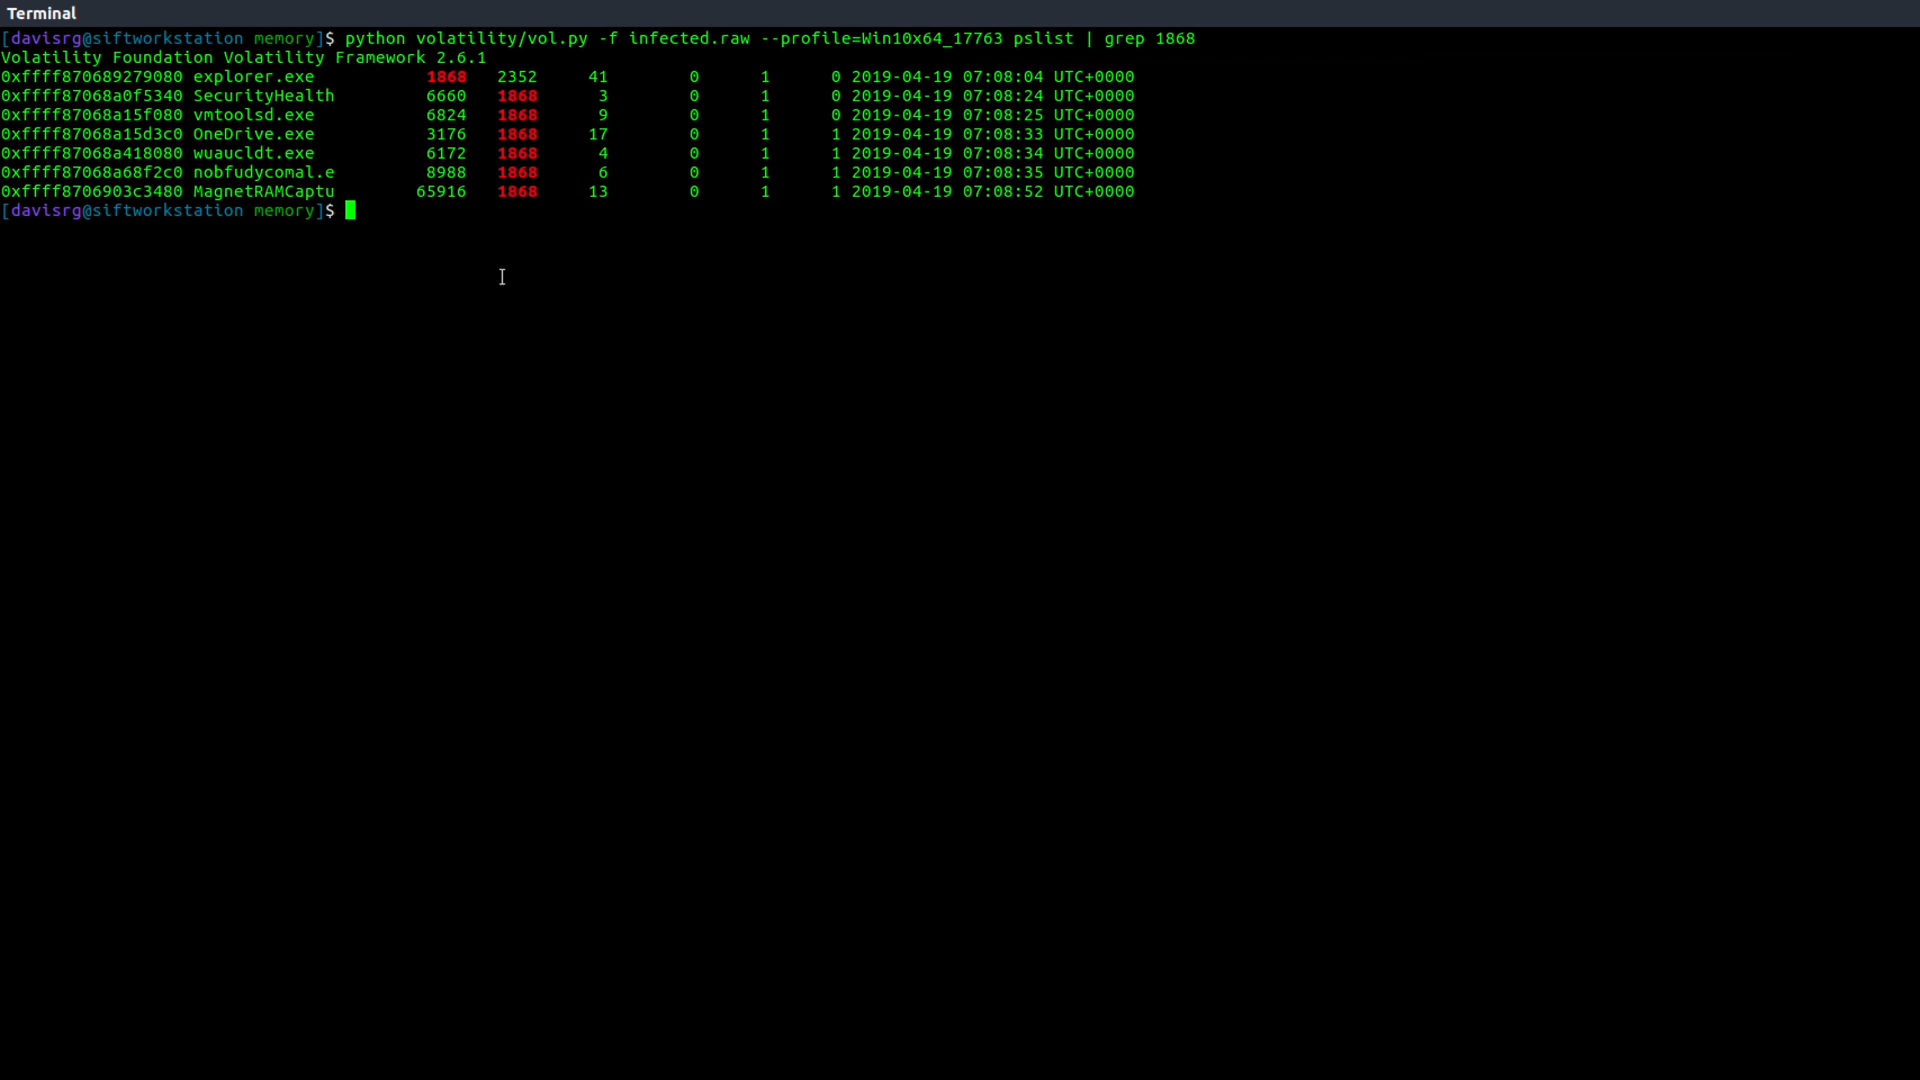 Terminal
[davisrg@siftworkstation memory]$ python volatility/vol.py -f infected.raw --profile=Win10x64_17763 pslist | grep 1868
Volatility Foundation Volatility Framework 2.6.1
0xffff870689279080 explorer.exe 1868 2352 41 0 1 0 2019-04-19 07:08:04 UTC+0000
0xffff87068a0f5340 SecurityHealth 6660 1868 3 0 1 0 2019-04-19 07:08:24 UTC+0000
0xffff87068a15f080 vmtoolsd.exe 6824 1868 9 0 1 0 2019-04-19 07:08:25 UTC+0000
0xffff87068a15d3c0 OneDrive.exe 3176 1868 17 0 1 1 2019-04-19 07:08:33 UTC+0000
0xffff87068a418080 wuaucldt.exe 6172 1868 4 0 1 1 2019-04-19 07:08:34 UTC+0000
0xffff87068a68f2c0 nobfudycomal.e 8988 1868 6 0 1 1 2019-04-19 07:08:35 UTC+0000
0xffff8706903c3480 MagnetRAMCaptu 65916 1868 13 0 1 1 2019-04-19 07:08:52 UTC+0000
[davisrg@siftworkstation memory]$